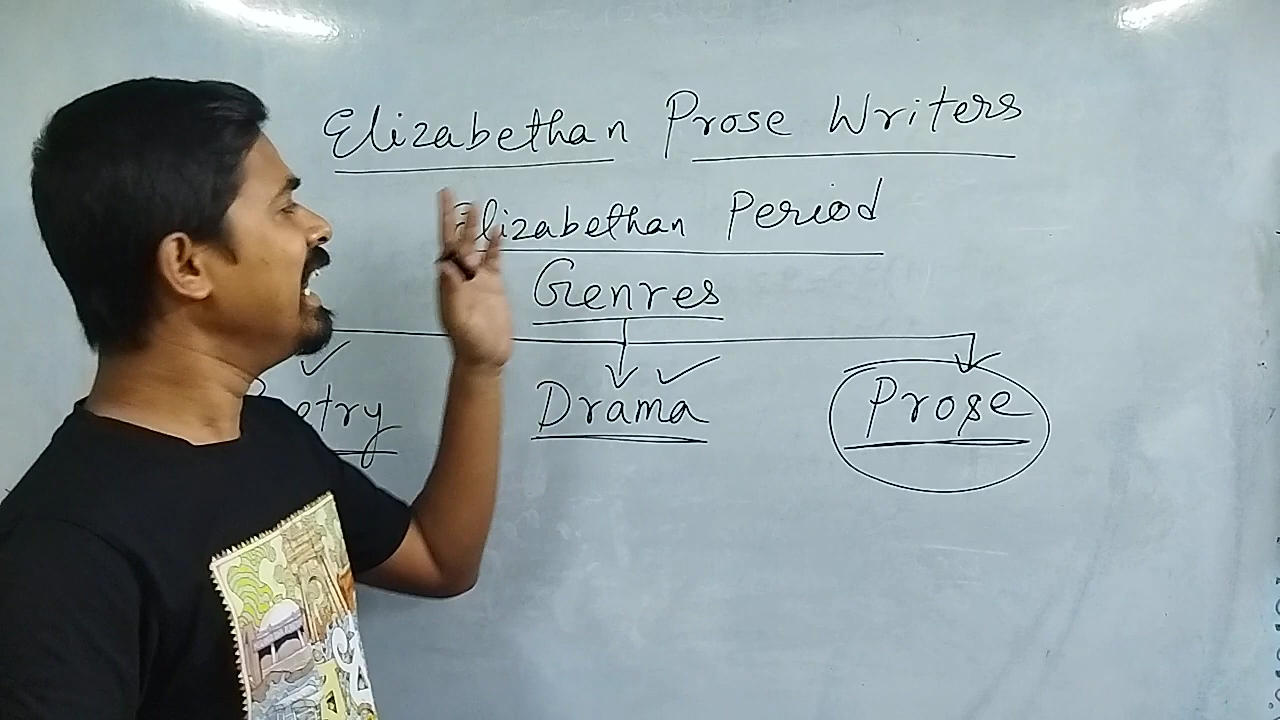 Elizabethan Prose Writers
Elizabethan Period
Genres
Poetry Drama Prose